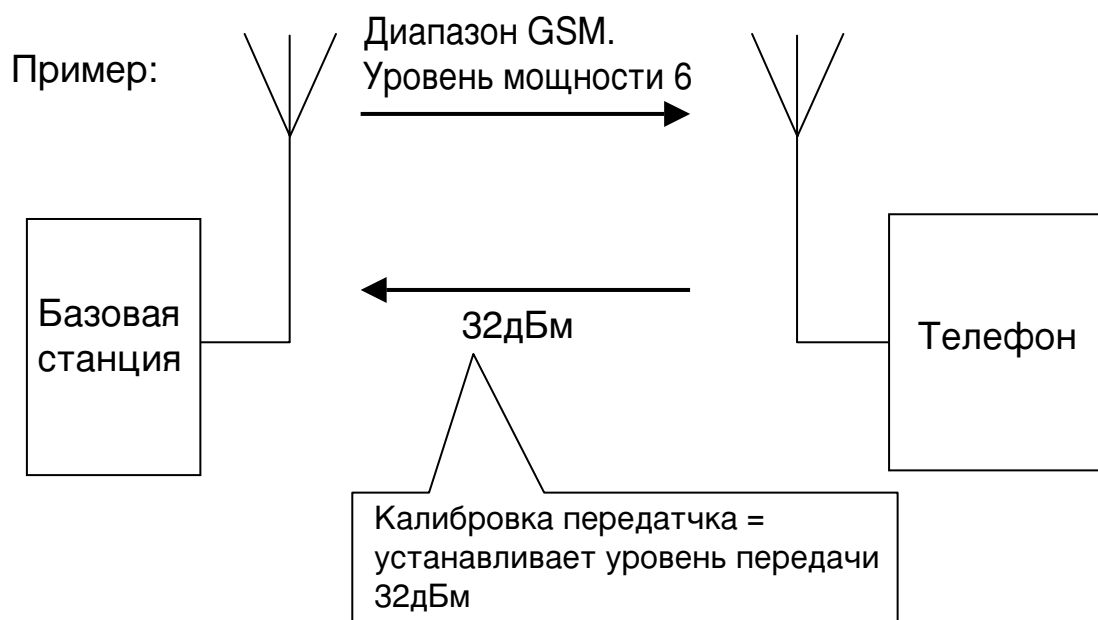 Пример:
Диапазон GSM.
Уровень мощности 6
32дБм
Базовая
станция
Телефон
Калибровка передатчка =
устанавливает уровень передачи
32дБм